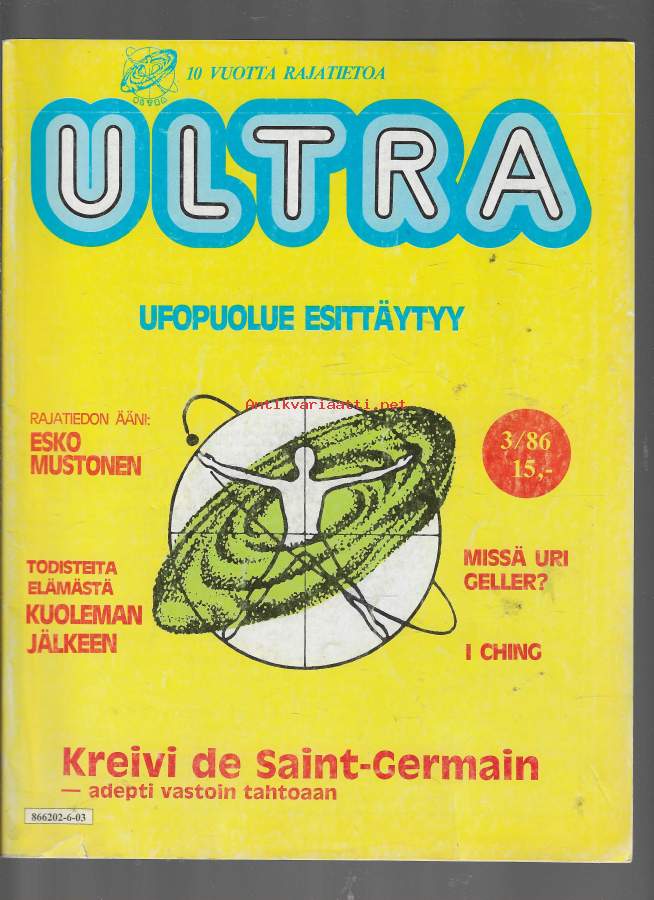 10 VUOTTA RAJATIETOA
ULTRA
UFOPUOLUE ESITTÄYTYY
Antikvariaatti.net
RAJATIEDON ÄÄNI:
ESKO
MUSTONEN
3/86
15,-
TODISTEITA
ELÄMÄSTÄ
KUOLEMAN
JÄLKEEN
MISSÄ URI
GELLER?
I CHING
Kreivi de Saint-Germain
— adepti vastoin tahtoaan
866202-6-03